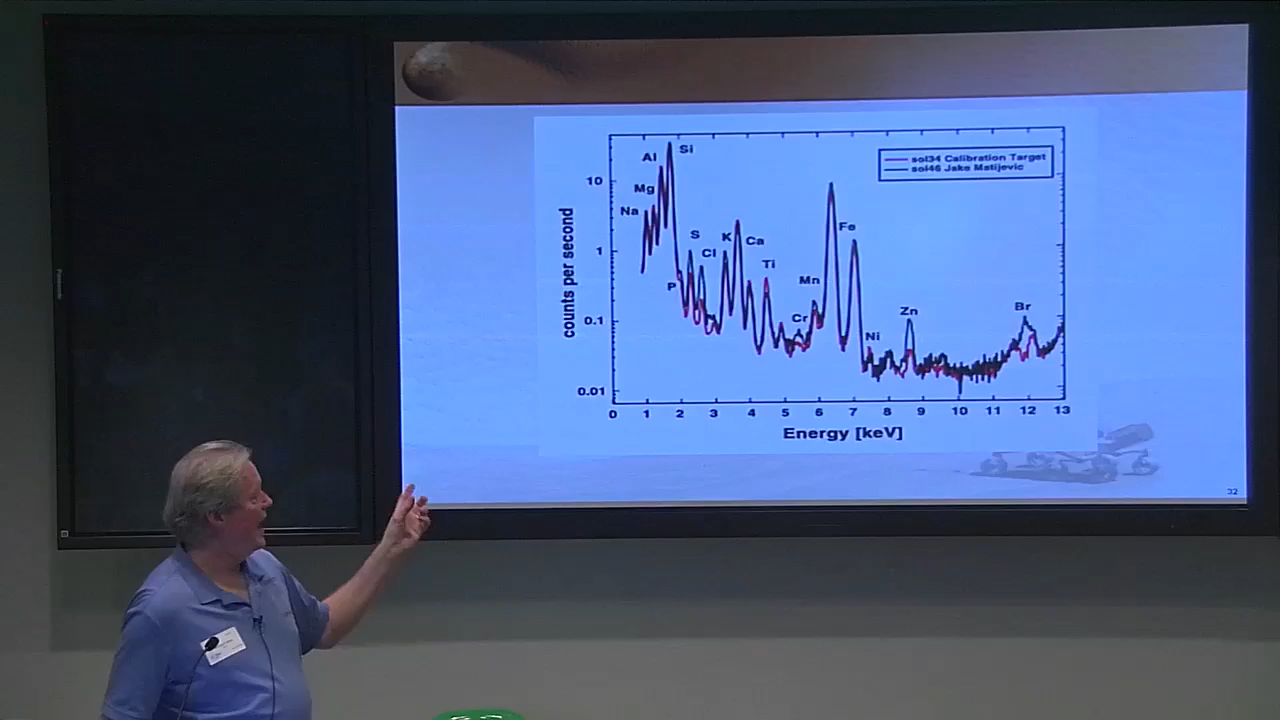 sol34 Calibration Target
sol46 Jake Matijevic
Si
Al
Mg
Na
S
Cl
P
K
Ca
Ti
Cr
Mn
Fe
Ni
Zn
Br
counts per second
10
1
0.1
0.01
0 1 2 3 4 5 6 7 8 9 10 11 12 13
Energy [keV]
32